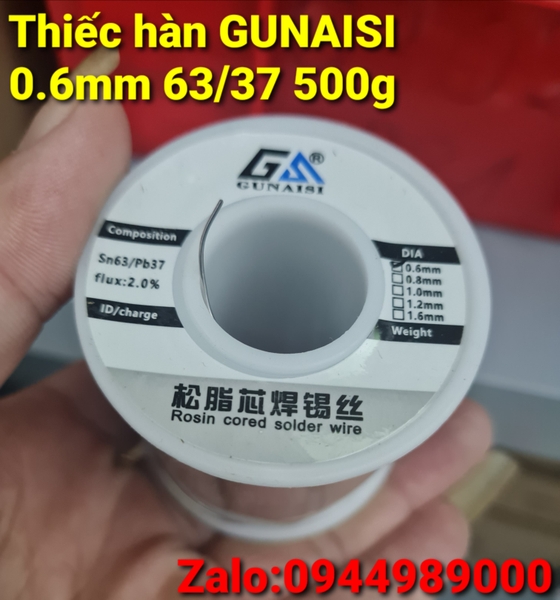 Thiếc hàn GUNAISI
0.6mm 63/37 500g
GS®
GUNAISI
Composition
Sn63/Pb37
flux:2.0%
ID/charge
DIA
0.6mm
0.8mm
1.0mm
1.2mm
1.6mm
Weight
松脂芯焊锡丝
Rosin cored solder wire
Zalo:0944989000